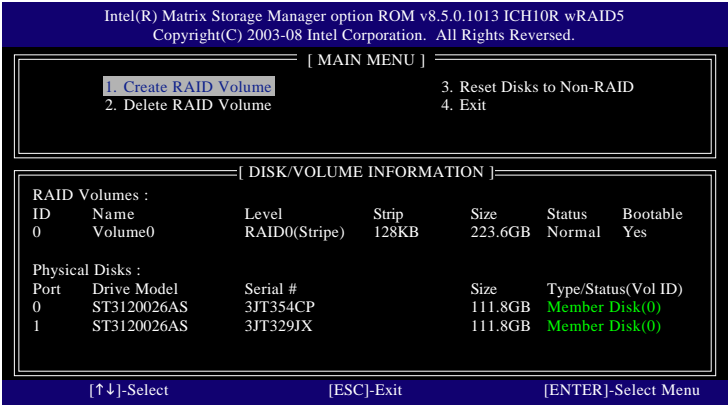 Intel(R) Matrix Storage Manager option ROM v8.5.0.1013 ICH10R wRAID5
Copyright(C) 2003-08 Intel Corporation. All Rights Reversed.
[ MAIN MENU ]
1. Create RAID Volume 3. Reset Disks to Non-RAID
2. Delete RAID Volume 4. Exit
[ DISK/VOLUME INFORMATION ]
RAID Volumes :
ID Name Level Strip Size Status Bootable
0 Volume0 RAID0(Stripe) 128KB 223.6GB Normal Yes
Physical Disks :
Port Drive Model Serial # Size Type/Status(Vol ID)
0 ST3120026AS 3JT354CP 111.8GB Member Disk(0)
1 ST3120026AS 3JT329JX 111.8GB Member Disk(0)
[↑↓]-Select [ESC]-Exit [ENTER]-Select Menu